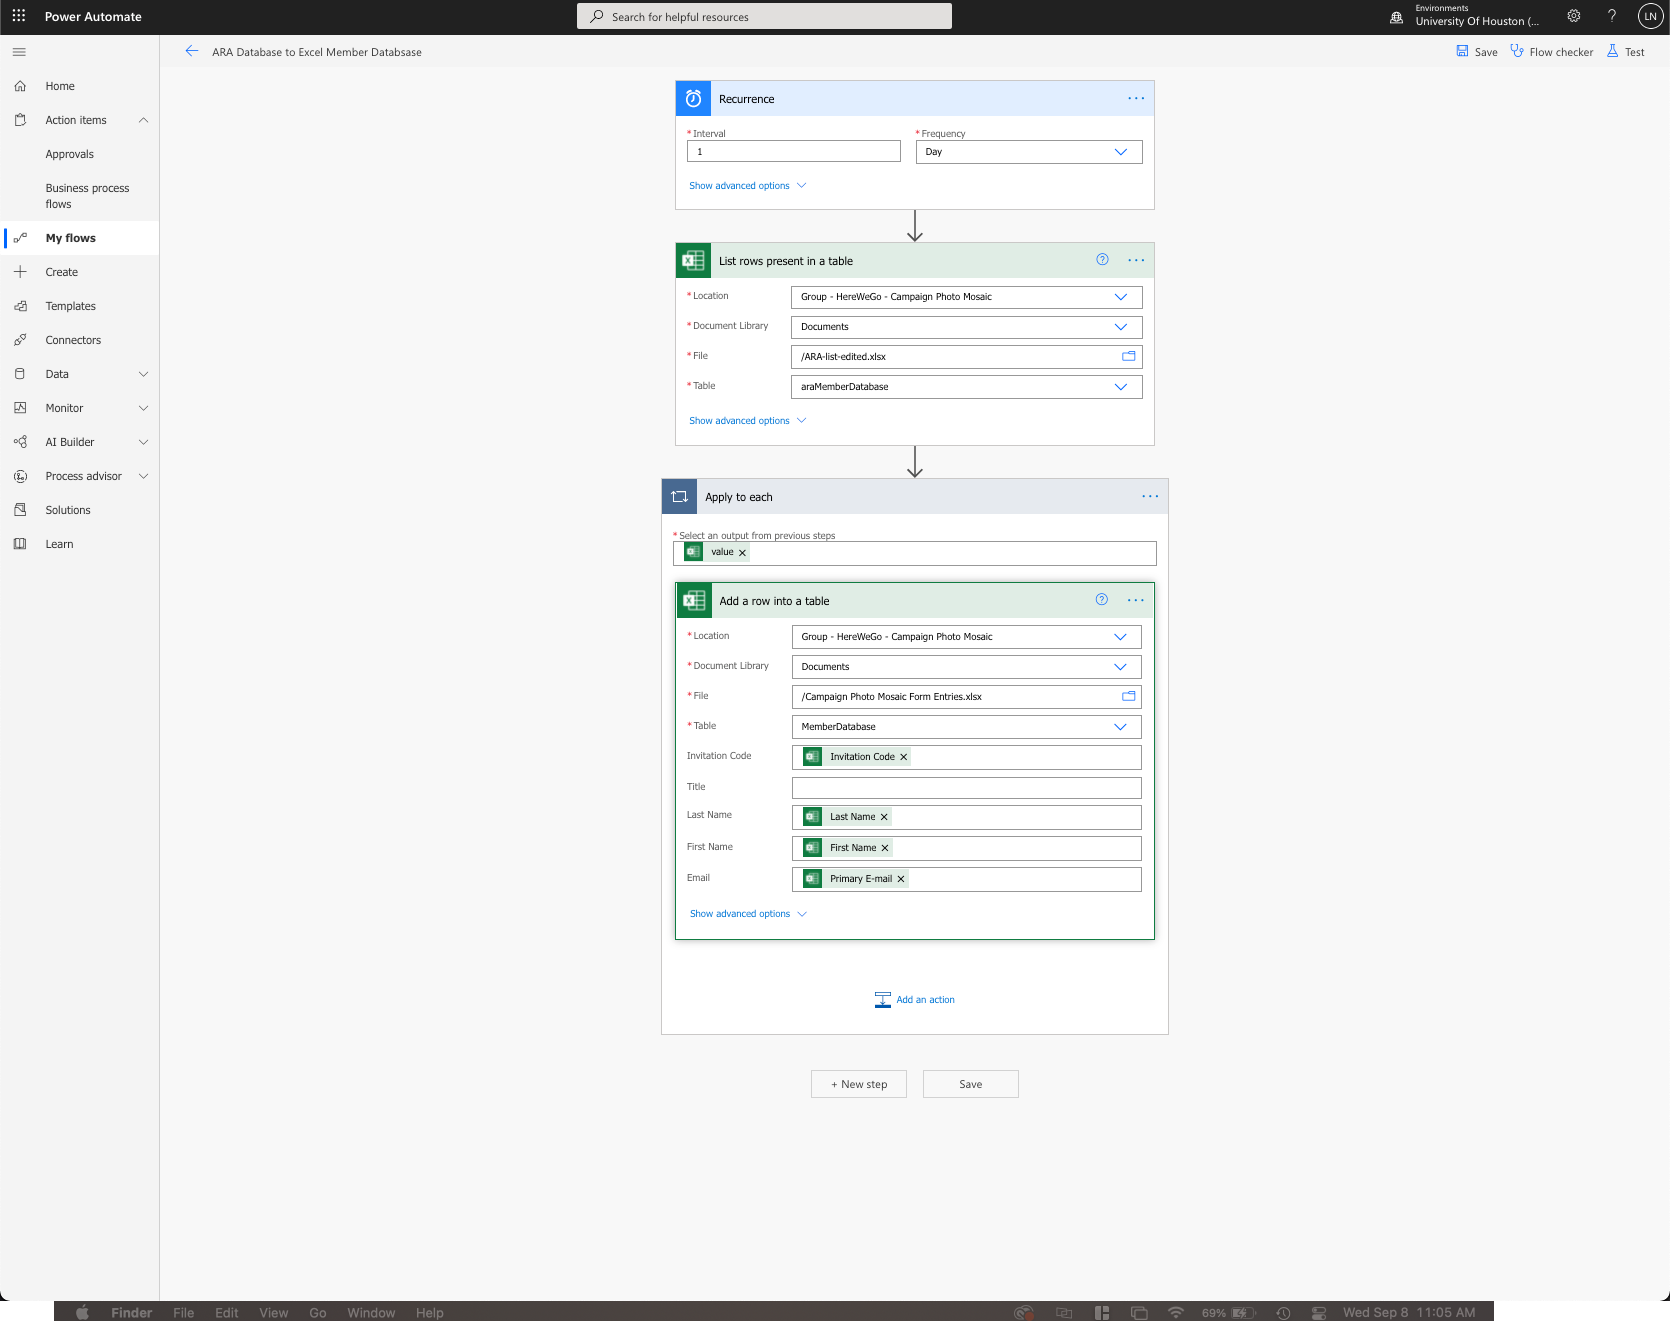 Power Automate
Search for helpful resources
Environments
University Of Houston (...
?
LN
ARA Database to Excel Member Databsase
Save
Flow checker
Test
Home
Action items
Approvals
Business process
flows
My flows
Create
Templates
Connectors
Data
Monitor
AI Builder
Process advisor
Solutions
Learn
Recurrence
* Interval
* Frequency
1
Day
Show advanced options
List rows present in a table
* Location
Group - HereWeGo - Campaign Photo Mosaic
* Document Library
Documents
* File
/ARA-list-edited.xlsx
* Table
araMemberDatabase
Show advanced options
Apply to each
* Select an output from previous steps
value
Add a row into a table
* Location
Group - HereWeGo - Campaign Photo Mosaic
* Document Library
Documents
* File
/Campaign Photo Mosaic Form Entries.xlsx
* Table
MemberDatabase
Invitation Code
Invitation Code
Title
Last Name
Last Name
First Name
First Name
Email
Primary E-mail
Show advanced options
Add an action
+ New step
Save
Finder File Edit View Go Window Help
69%
Wed Sep 8 11:05 AM